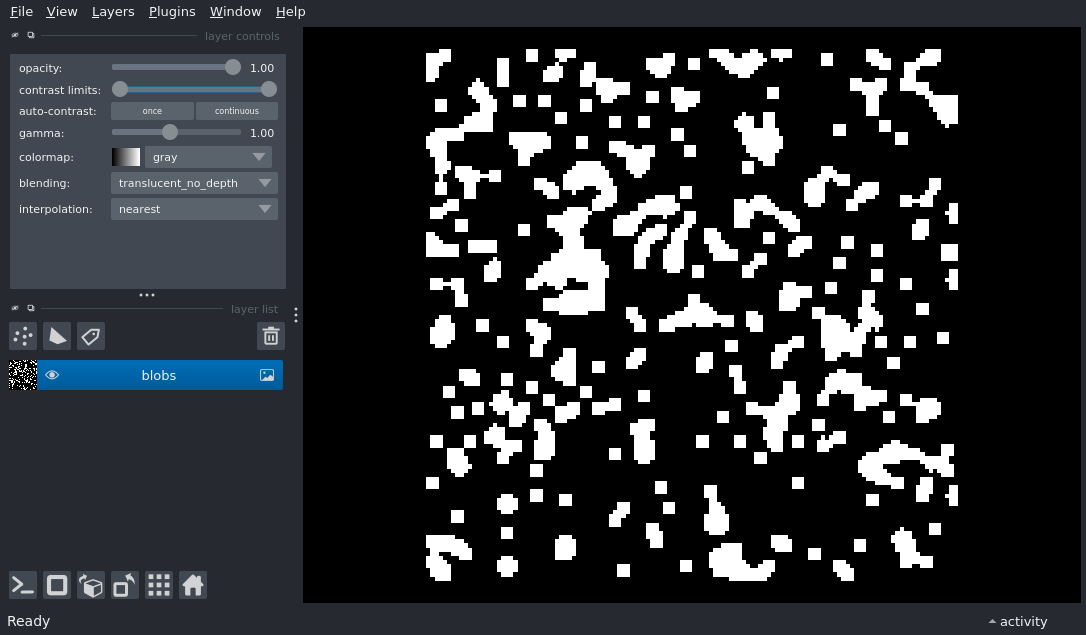 File View Layers Plugins Window Help
layer controls
opacity: 1.00
contrast limits:
auto-contrast: once continuous
gamma: 1.00
colormap: gray
blending: translucent_no_depth
interpolation: nearest
layer list
blobs
Ready activity